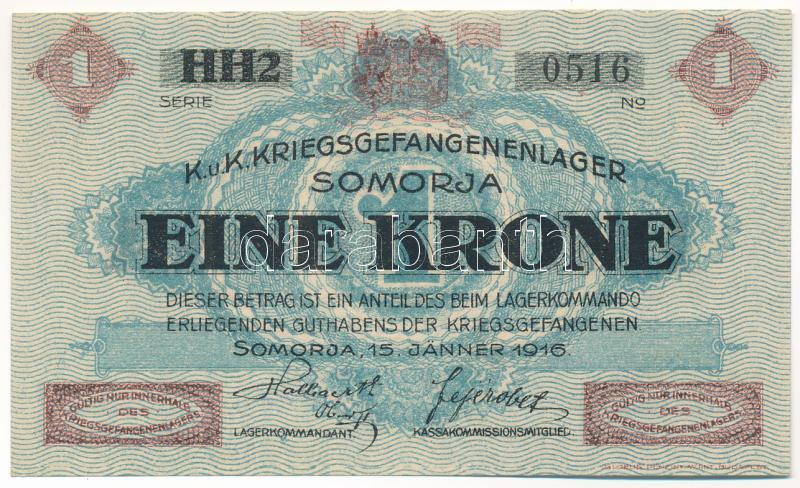 1 HH2 0516 1
SERIE No
K.u.K. KRIEGSGEFANGENENLAGER
SOMORJA
1
EINE KRONE
darabanth
DIESER BETRAG IST EIN ANTEIL DES BEIM LAGERKOMMANDO
ERLIEGENDEN GUTHABENS DER KRIEGSGEFANGENEN
SOMORJA, 15. JÄNNER 1916.
GÜLTIG NUR INNERHALB
DES
KRIEGSGEFANGENENLAGERS
LAGERKOMMANDANT.
KASSAKOMMISSIONSMITGLIED.
GÜLTIG NUR INNERHALB
DES
KRIEGSGEFANGENENLAGERS